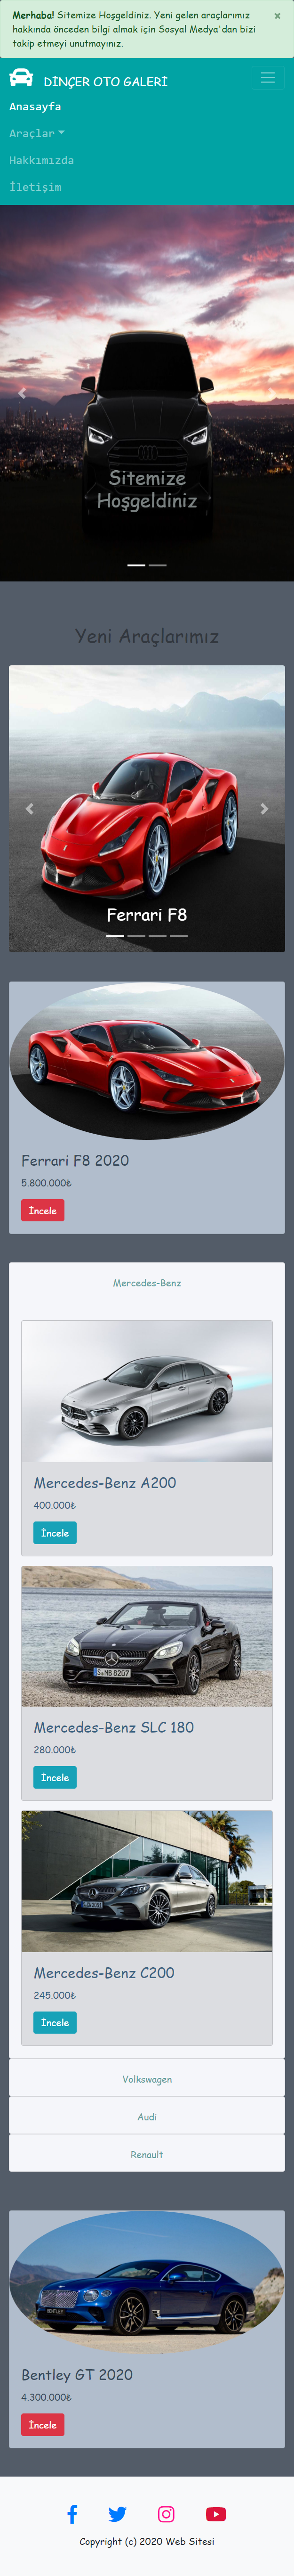 Merhaba! Sitemize Hoşgeldiniz. Yeni gelen araçlarımız ×
hakkında önceden bilgi almak için Sosyal Medya'dan bizi
takip etmeyi unutmayınız.
DİNÇER OTO GALERİ
Anasayfa
Araçlar
Hakkımızda
İletişim
Sitemize
Hoşgeldiniz
Yeni Araçlarımız
Ferrari F8
Ferrari F8 2020
5.800.000₺
İncele
Mercedes-Benz
Mercedes-Benz A200
400.000₺
İncele
S·MB 8207
Mercedes-Benz SLC 180
280.000₺
İncele
Mercedes-Benz C200
245.000₺
İncele
Volkswagen
Audi
Renault
BENTLEY
Bentley GT 2020
4.300.000₺
İncele
Copyright (c) 2020 Web Sitesi